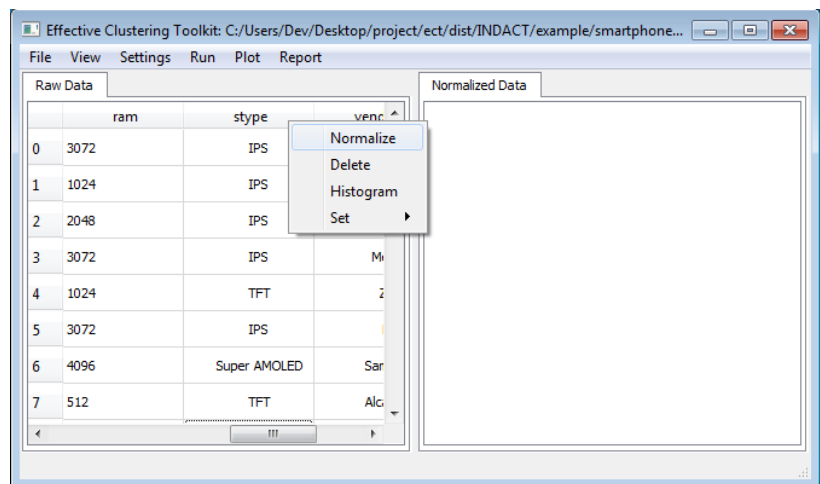 Effective Clustering Toolkit: C:/Users/Dev/Desktop/project/ect/dist/INDACT/example/smartphone...
File View Settings Run Plot Report
Raw Data
Normalized Data
ram stype
Normalize
Delete
Histogram
Set
0 3072 IPS
1 1024 IPS
2 2048 IPS
3 3072 IPS
4 1024 TFT
5 3072 IPS
6 4096 Super AMOLED Sar
7 512 TFT Alc